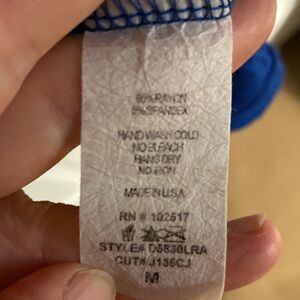 95%RAYON
5%SPANDEX
HAND WASH COLD
NO BLEACH
HANG DRY
NO IRON
MADE IN U.S.A
RN # 102517
STYLE# D5830LRA
CUT# J136CJ
M